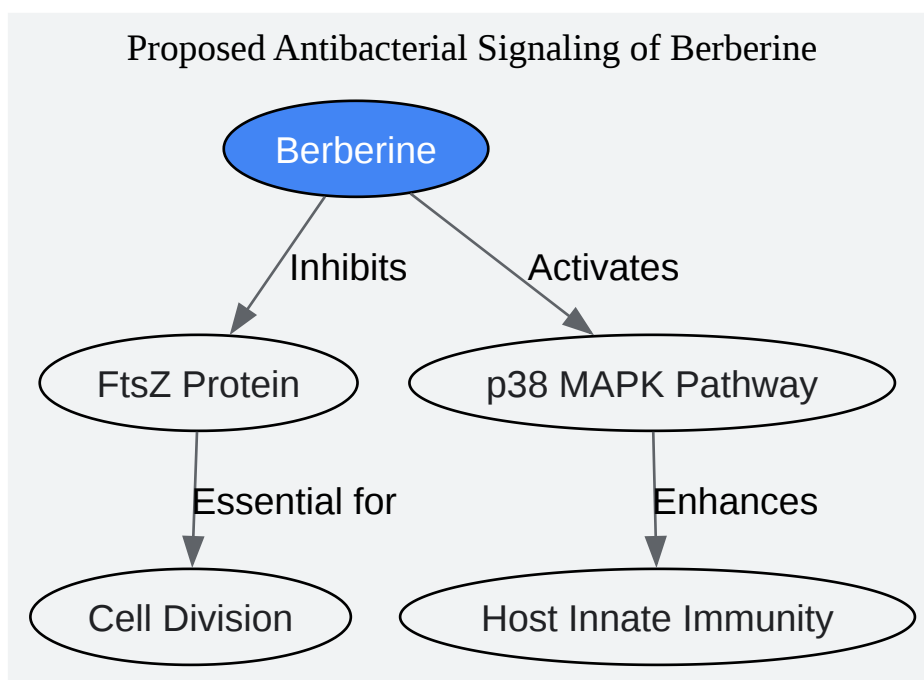 Proposed Antibacterial Signaling of Berberine
Berberine
Inhibits
Activates
FtsZ Protein
p38 MAPK Pathway
Essential for
Enhances
Cell Division
Host Innate Immunity